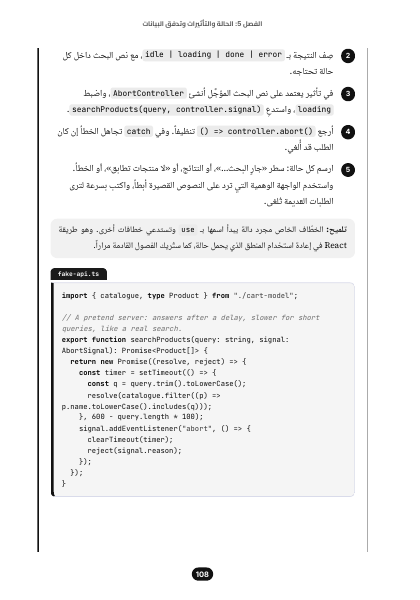 الفصل 5: الحالة والتأثيرات وتدفق البيانات
2 صِف النتيجة بـ idle | loading | done | error، مع نص البحث داخل كل
حالة تحتاجه.
3 في تأثير يعتمد على نص البحث المؤجَّل أنشئ AbortController، واضبط
loading، واستدعِ searchProducts(query, controller.signal).
4 أرجع () => controller.abort() تنظيفاً، وفي catch تجاهل الخطأ إن كان
الطلب قد أُلغي.
5 ارسم كل حالة: سطر «جارٍ البحث…»، أو النتائج، أو «لا منتجات تطابق»، أو الخطأ.
واستخدم الواجهة الوهمية التي ترد على النصوص القصيرة أبطأ، واكتب بسرعة لترى
الطلبات القديمة تُلغى.
تلميح: الخطّاف الخاص مجرد دالة يبدأ اسمها بـ use وتستدعي خطافات أخرى. وهو طريقة
React في إعادة استخدام المنطق الذي يحمل حالة، كما ستُريك الفصول القادمة مراراً.
fake-api.ts
import { catalogue, type Product } from "./cart-model";
// A pretend server: answers after a delay, slower for short
queries, like a real search.
export function searchProducts(query: string, signal:
AbortSignal): Promise<Product[]> {
  return new Promise((resolve, reject) => {
    const timer = setTimeout(() => {
      const q = query.trim().toLowerCase();
      resolve(catalogue.filter((p) =>
p.name.toLowerCase().includes(q)));
    }, 600 - query.length * 100);
    signal.addEventListener("abort", () => {
      clearTimeout(timer);
      reject(signal.reason);
    });
  });
}
108